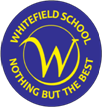 WHITEFIELD SCHOOL
W
NOTHING BUT THE BEST